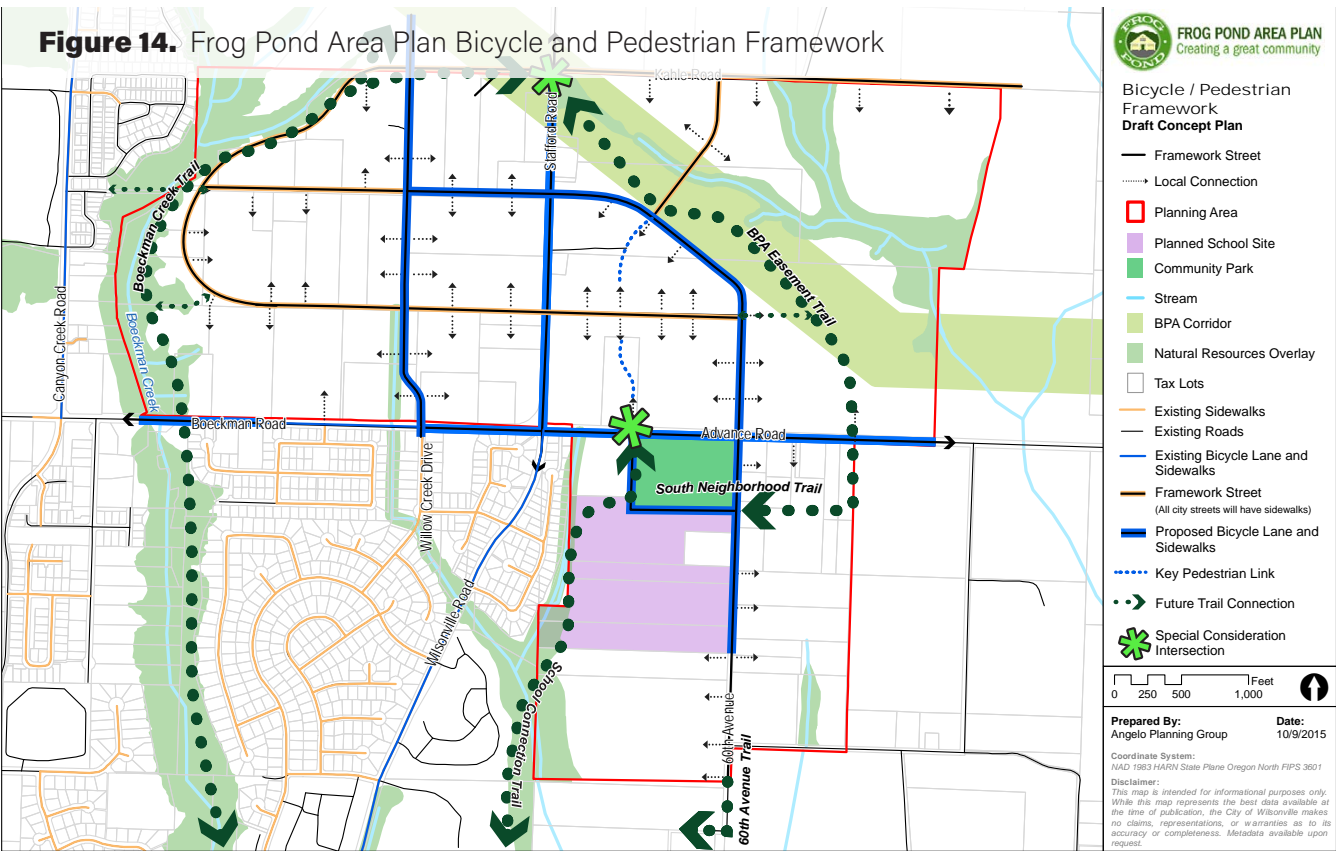 Figure 14. Frog Pond Area Plan Bicycle and Pedestrian Framework
Kahle Road
Stafford Road
Boeckman Creek Trail
BPA Easement Trail
Canyon Creek Road
Boeckman Creek
Boeckman Road
Advance Road
South Neighborhood Trail
Willow Creek Drive
Wilsonville Road
School Connection Trail
60th Avenue
60th Avenue Trail
FROG
POND
FROG POND AREA PLAN
Creating a great community
Bicycle / Pedestrian
Framework
Draft Concept Plan
Framework Street
Local Connection
Planning Area
Planned School Site
Community Park
Stream
BPA Corridor
Natural Resources Overlay
Tax Lots
Existing Sidewalks
Existing Roads
Existing Bicycle Lane and
Sidewalks
Framework Street
(All city streets will have sidewalks)
Proposed Bicycle Lane and
Sidewalks
Key Pedestrian Link
Future Trail Connection
Special Consideration
Intersection
Feet
0 250 500 1,000
Prepared By: Date:
Angelo Planning Group 10/9/2015
Coordinate System:
NAD 1983 HARN State Plane Oregon North FIPS 3601
Disclaimer:
This map is intended for informational purposes only.
While this map represents the best data available at
the time of publication, the City of Wilsonville makes
no claims, representations, or warranties as to its
accuracy or completeness. Metadata available upon
request.